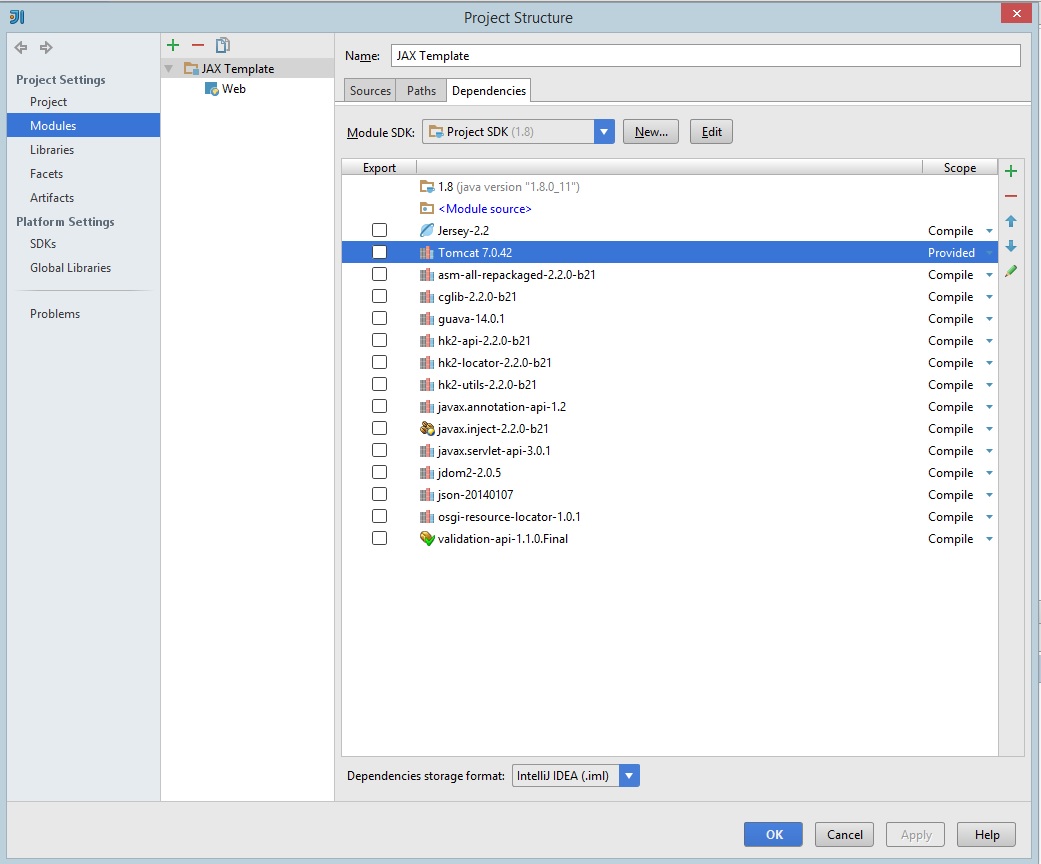 Project Structure
Project Settings
Project
Modules
Libraries
Facets
Artifacts
Platform Settings
SDKs
Global Libraries
Problems
JAX Template
Web
Name: JAX Template
Sources Paths Dependencies
Module SDK: Project SDK (1.8) New... Edit
Export Scope
1.8 (java version "1.8.0_11")
<Module source>
Jersey-2.2 Compile
Tomcat 7.0.42 Provided
asm-all-repackaged-2.2.0-b21 Compile
cglib-2.2.0-b21 Compile
guava-14.0.1 Compile
hk2-api-2.2.0-b21 Compile
hk2-locator-2.2.0-b21 Compile
hk2-utils-2.2.0-b21 Compile
javax.annotation-api-1.2 Compile
javax.inject-2.2.0-b21 Compile
javax.servlet-api-3.0.1 Compile
jdom2-2.0.5 Compile
json-20140107 Compile
osgi-resource-locator-1.0.1 Compile
validation-api-1.1.0.Final Compile
Dependencies storage format: IntelliJ IDEA (.iml)
OK Cancel Apply Help